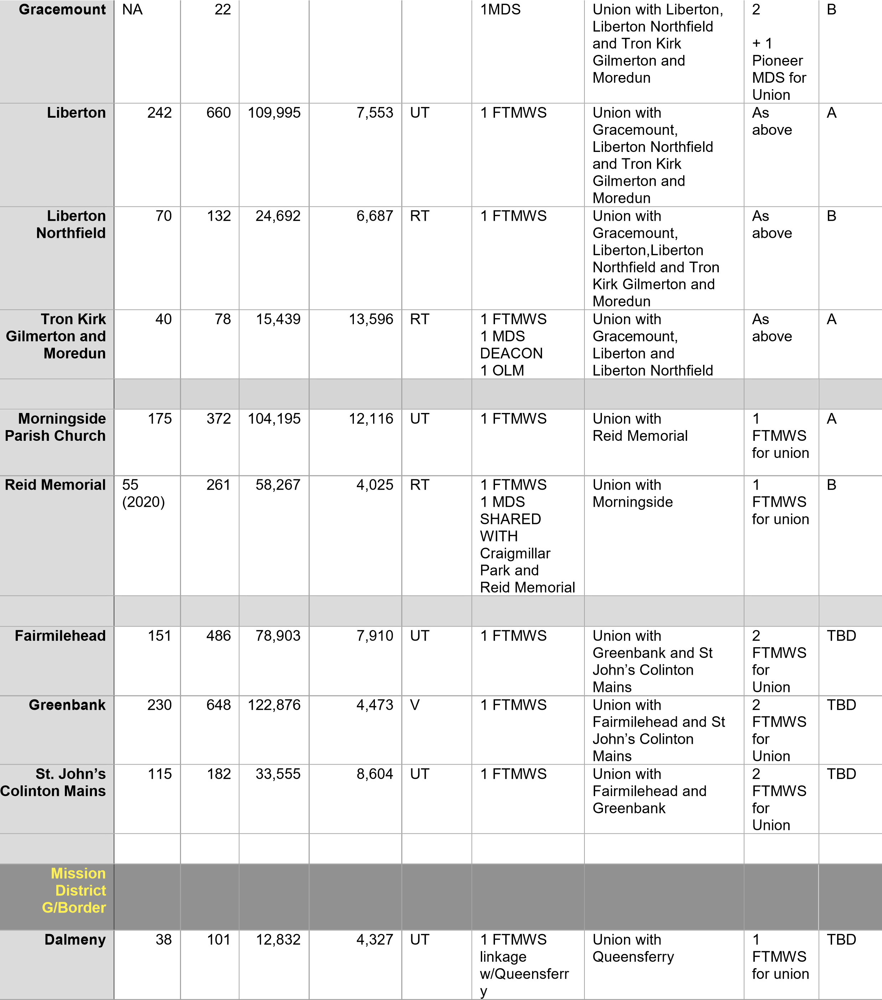 Gracemount NA 22 1MDS Union with Liberton, 2 B
Liberton Northfield
and Tron Kirk + 1
Gilmerton and Pioneer
Moredun MDS for
Union
Liberton 242 660 109,995 7,553 UT 1 FTMWS Union with As A
Gracemount, above
Liberton Northfield
and Tron Kirk
Gilmerton and
Moredun
Liberton 70 132 24,692 6,687 RT 1 FTMWS Union with As B
Northfield Gracemount, above
Liberton,Liberton
Northfield and Tron
Kirk Gilmerton and
Moredun
Tron Kirk 40 78 15,439 13,596 RT 1 FTMWS Union with As A
Gilmerton and 1 MDS Gracemount, above
Moredun DEACON Liberton and
1 OLM Liberton Northfield
Morningside 175 372 104,195 12,116 UT 1 FTMWS Union with 1 A
Parish Church Reid Memorial FTMWS
for union
Reid Memorial 55 261 58,267 4,025 RT 1 FTMWS Union with 1 B
(2020) 1 MDS Morningside FTMWS
SHARED for union
WITH
Craigmillar
Park and
Reid Memorial
Fairmilehead 151 486 78,903 7,910 UT 1 FTMWS Union with 2 TBD
Greenbank and St FTMWS
John’s Colinton for
Mains Union
Greenbank 230 648 122,876 4,473 V 1 FTMWS Union with 2 TBD
Fairmilehead and St FTMWS
John’s Colinton for
Mains Union
St. John’s 115 182 33,555 8,604 UT 1 FTMWS Union with 2 TBD
Colinton Mains Fairmilehead and FTMWS
Greenbank for
Union
Mission
District
G/Border
Dalmeny 38 101 12,832 4,327 UT 1 FTMWS Union with 1 TBD
linkage Queensferry FTMWS
w/Queensferr for union
y